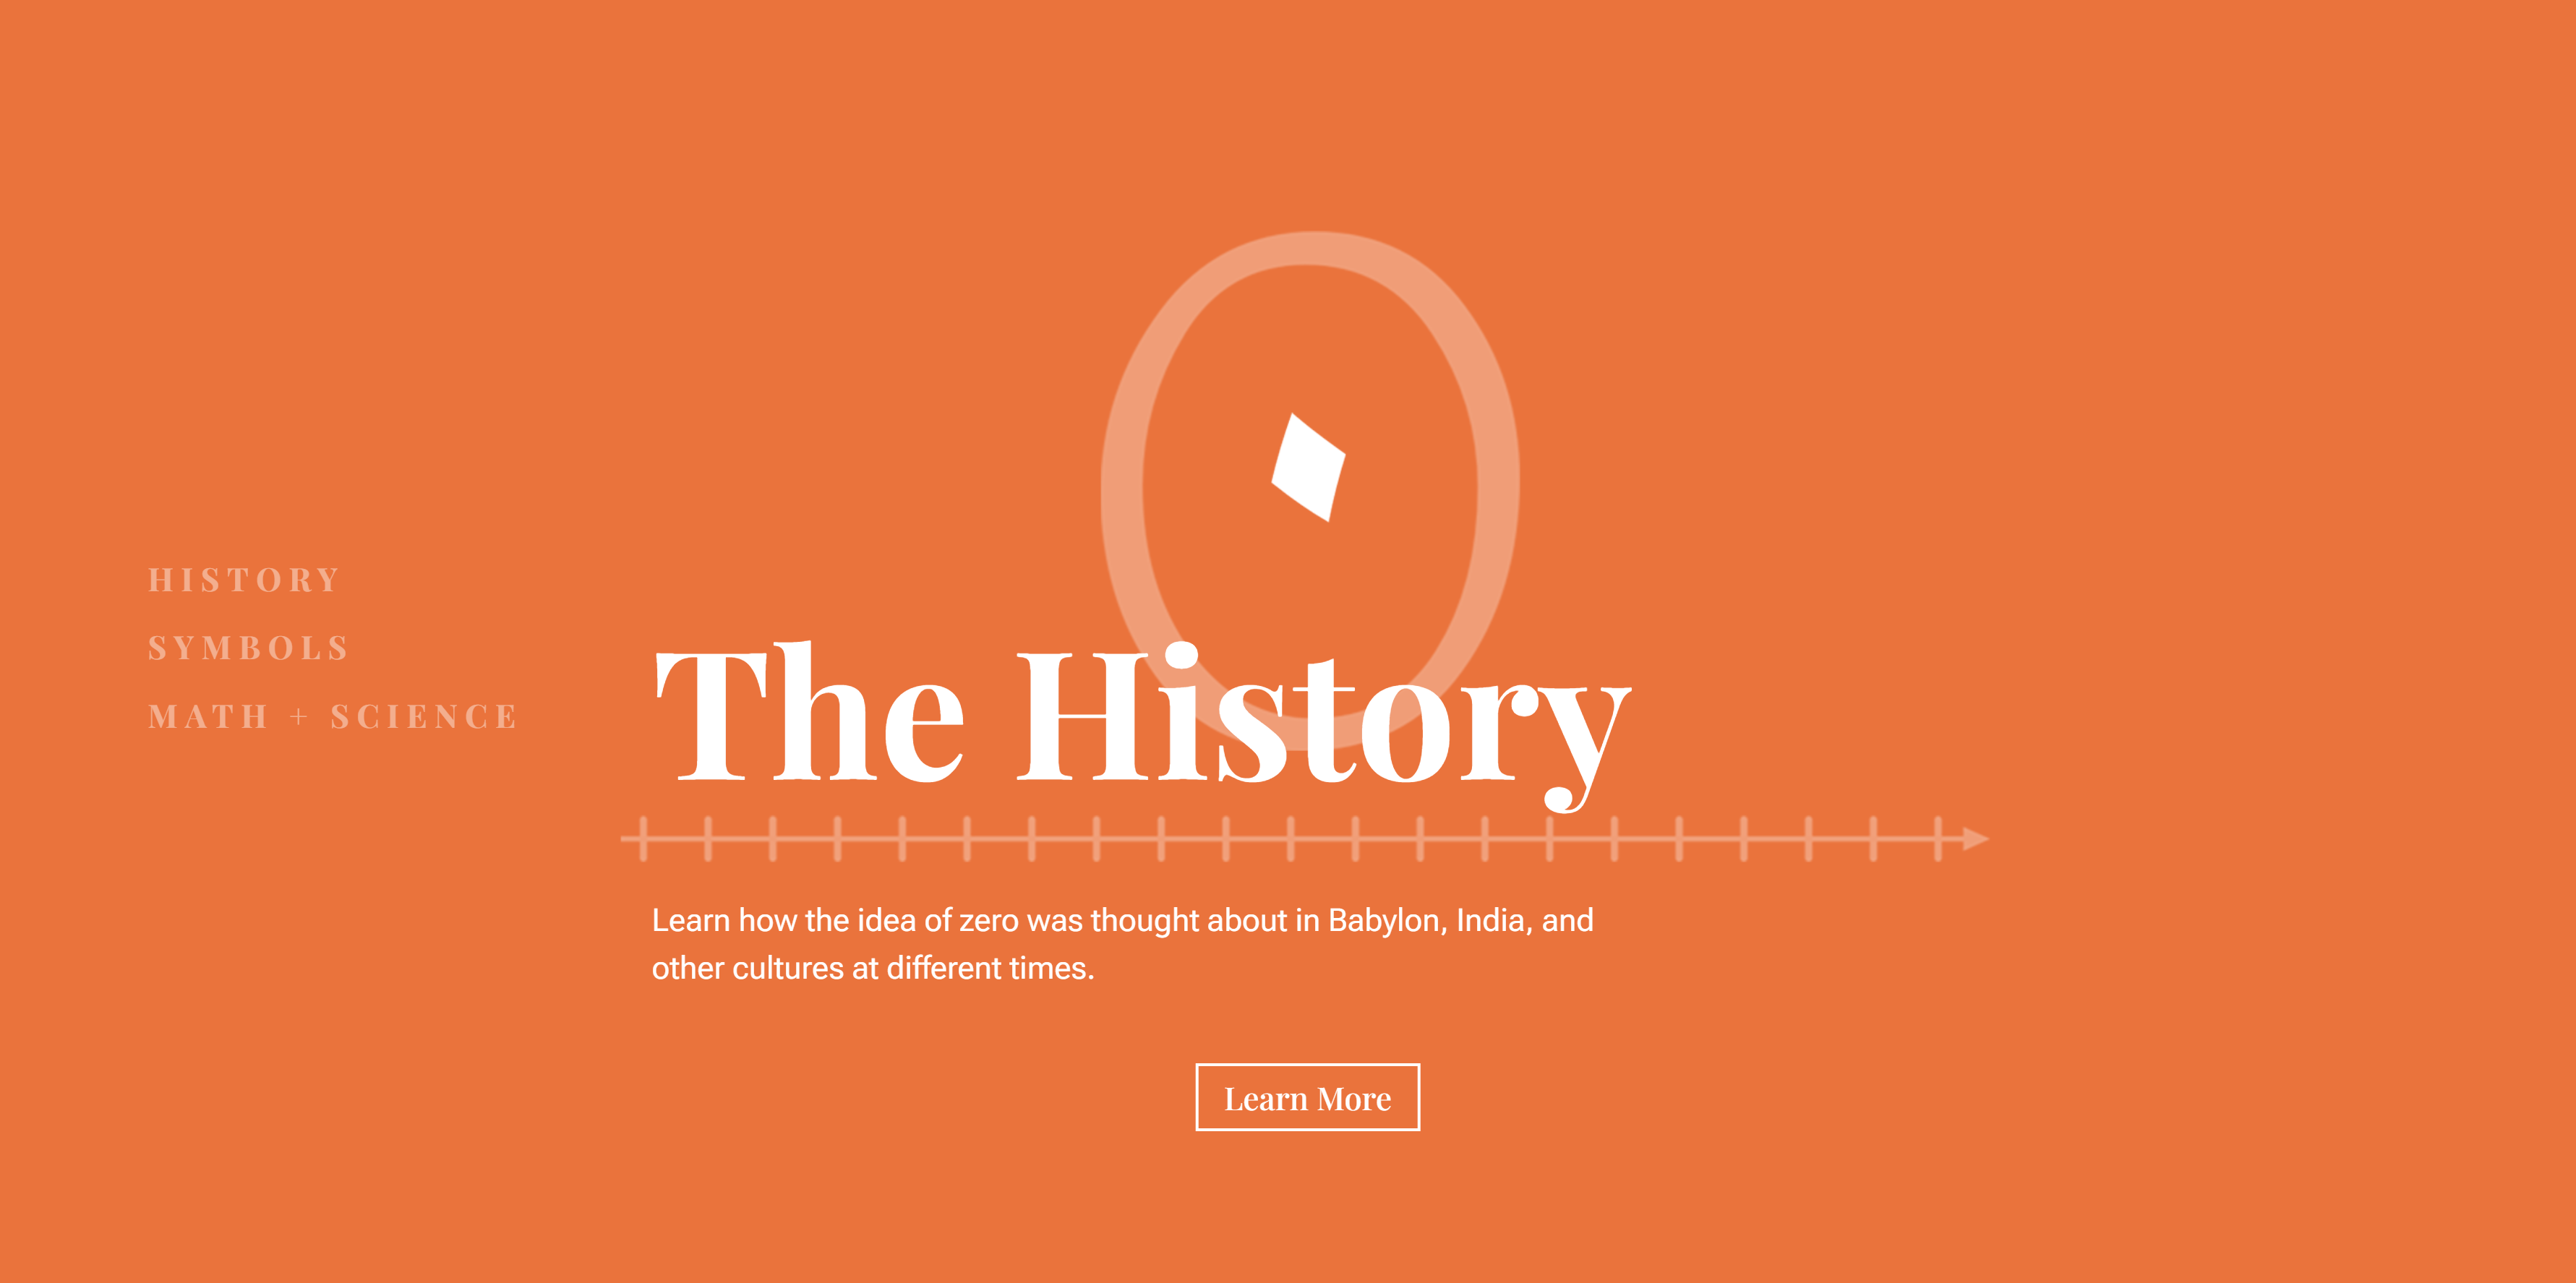 HISTORY
SYMBOLS
MATH + SCIENCE
The History
Learn how the idea of zero was thought about in Babylon, India, and
other cultures at different times.
Learn More